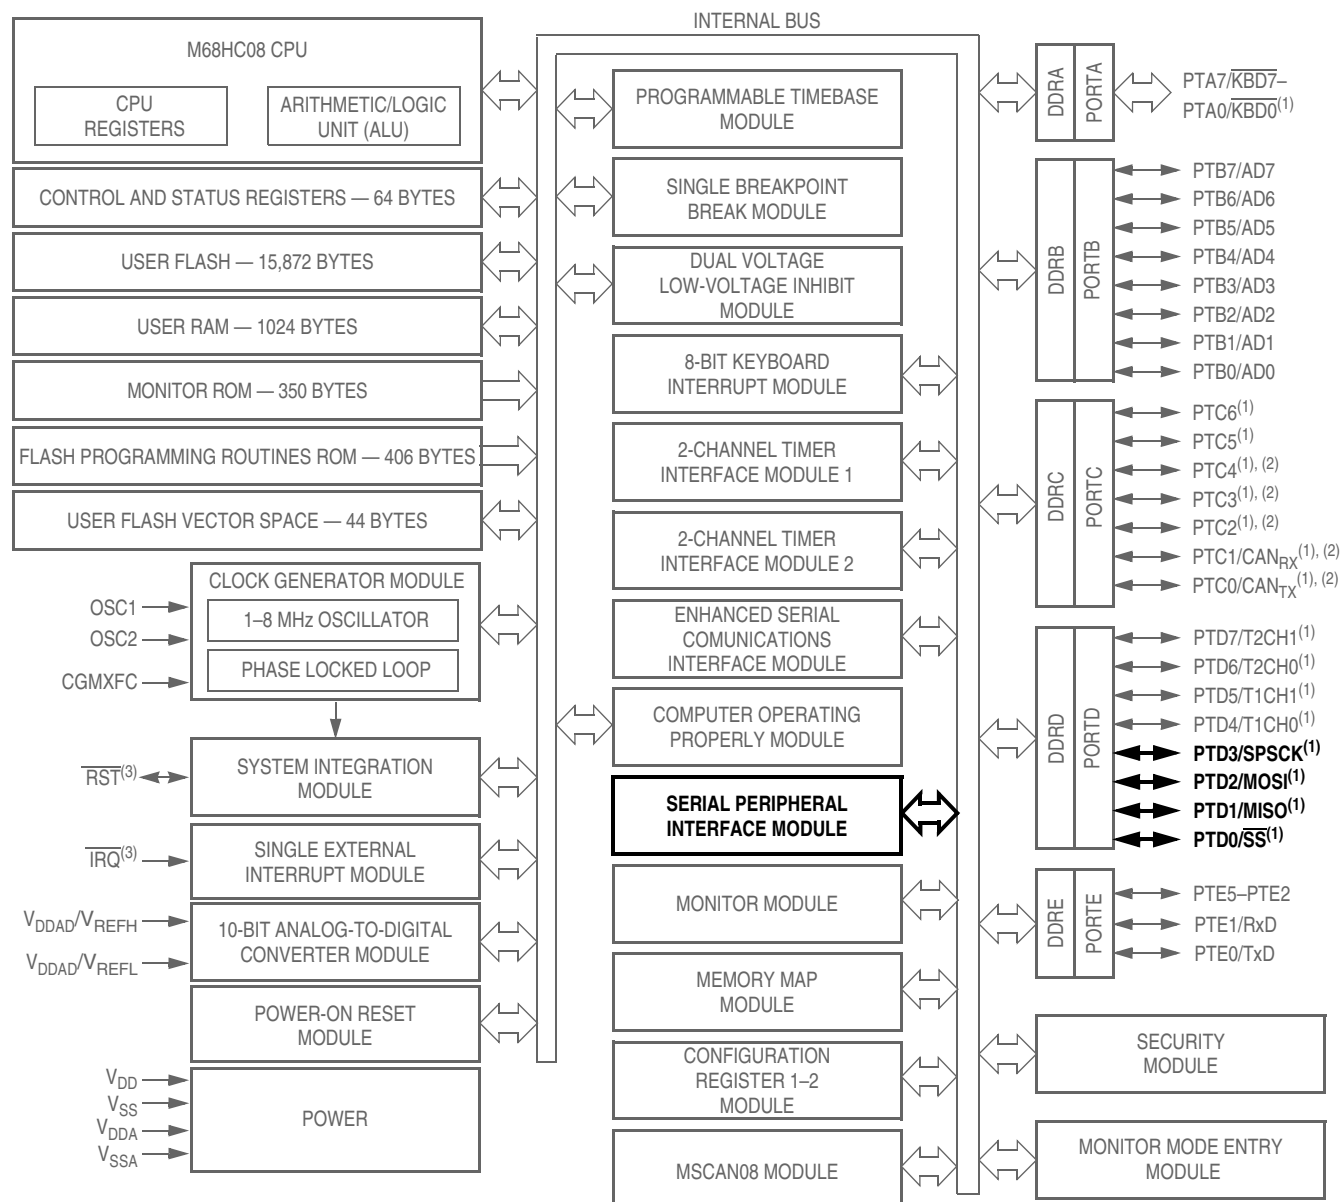 INTERNAL BUS
M68HC08 CPU
CPU
REGISTERS
ARITHMETIC/LOGIC
UNIT (ALU)
CONTROL AND STATUS REGISTERS — 64 BYTES
USER FLASH — 15,872 BYTES
USER RAM — 1024 BYTES
MONITOR ROM — 350 BYTES
FLASH PROGRAMMING ROUTINES ROM — 406 BYTES
USER FLASH VECTOR SPACE — 44 BYTES
CLOCK GENERATOR MODULE
1–8 MHz OSCILLATOR
PHASE LOCKED LOOP
OSC1
OSC2
CGMXFC
SYSTEM INTEGRATION
MODULE
RST(3)
SINGLE EXTERNAL
INTERRUPT MODULE
IRQ(3)
10-BIT ANALOG-TO-DIGITAL
CONVERTER MODULE
VDDAD/VREFH
VDDAD/VREFL
POWER-ON RESET
MODULE
POWER
VDD
VSS
VDDA
VSSA
PROGRAMMABLE TIMEBASE
MODULE
SINGLE BREAKPOINT
BREAK MODULE
DUAL VOLTAGE
LOW-VOLTAGE INHIBIT
MODULE
8-BIT KEYBOARD
INTERRUPT MODULE
2-CHANNEL TIMER
INTERFACE MODULE 1
2-CHANNEL TIMER
INTERFACE MODULE 2
ENHANCED SERIAL
COMUNICATIONS
INTERFACE MODULE
COMPUTER OPERATING
PROPERLY MODULE
SERIAL PERIPHERAL
INTERFACE MODULE
MONITOR MODULE
MEMORY MAP
MODULE
CONFIGURATION
REGISTER 1–2
MODULE
MSCAN08 MODULE
DDRA
PORTA
PTA7/KBD7–
PTA0/KBD0(1)
DDRB
PORTB
PTB7/AD7
PTB6/AD6
PTB5/AD5
PTB4/AD4
PTB3/AD3
PTB2/AD2
PTB1/AD1
PTB0/AD0
DDRC
PORTC
PTC6(1)
PTC5(1)
PTC4(1), (2)
PTC3(1), (2)
PTC2(1), (2)
PTC1/CANRX(1), (2)
PTC0/CANTX(1), (2)
DDRD
PORTD
PTD7/T2CH1(1)
PTD6/T2CH0(1)
PTD5/T1CH1(1)
PTD4/T1CH0(1)
PTD3/SPSCK(1)
PTD2/MOSI(1)
PTD1/MISO(1)
PTD0/SS(1)
DDRE
PORTE
PTE5–PTE2
PTE1/RxD
PTE0/TxD
SECURITY
MODULE
MONITOR MODE ENTRY
MODULE